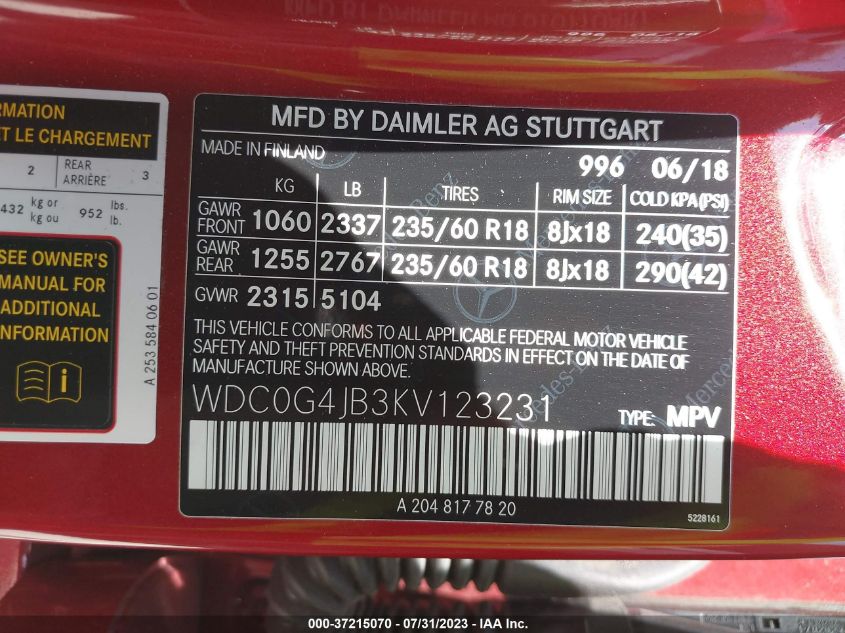 RMATION
ET LE CHARGEMENT
2 REAR ARRIÈRE 3
432 kg or kg ou 952 lbs. lb.
SEE OWNER'S
MANUAL FOR
ADDITIONAL
INFORMATION
A 253 584 06 01
MFD BY DAIMLER AG STUTTGART
MADE IN FINLAND 996 06/18
KG LB TIRES RIM SIZE COLD KPA(PSI)
GAWR FRONT 1060 2337 235/60 R18 8Jx18 240(35)
GAWR REAR 1255 2767 235/60 R18 8Jx18 290(42)
GVWR 2315 5104
THIS VEHICLE CONFORMS TO ALL APPLICABLE FEDERAL MOTOR VEHICLE
SAFETY AND THEFT PREVENTION STANDARDS IN EFFECT ON THE DATE OF
MANUFACTURE SHOWN ABOVE.
WDC0G4JB3KV123231 TYPE: MPV
A 204 817 78 20
5228161
000-37215070 - 07/31/2023 - IAA Inc.